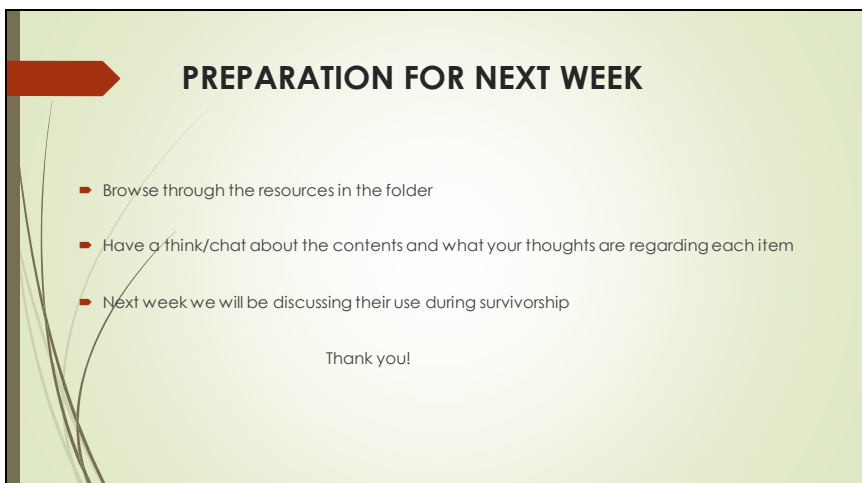 PREPARATION FOR NEXT WEEK
Browse through the resources in the folder
Have a think/chat about the contents and what your thoughts are regarding each item
Next week we will be discussing their use during survivorship
Thank you!